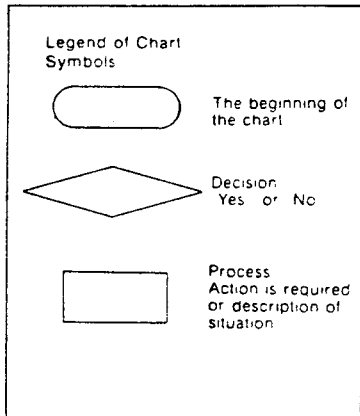 Legend of Chart
Symbols
The beginning of
the chart
Decision
Yes or No
Process
Action is required
or description of
situation